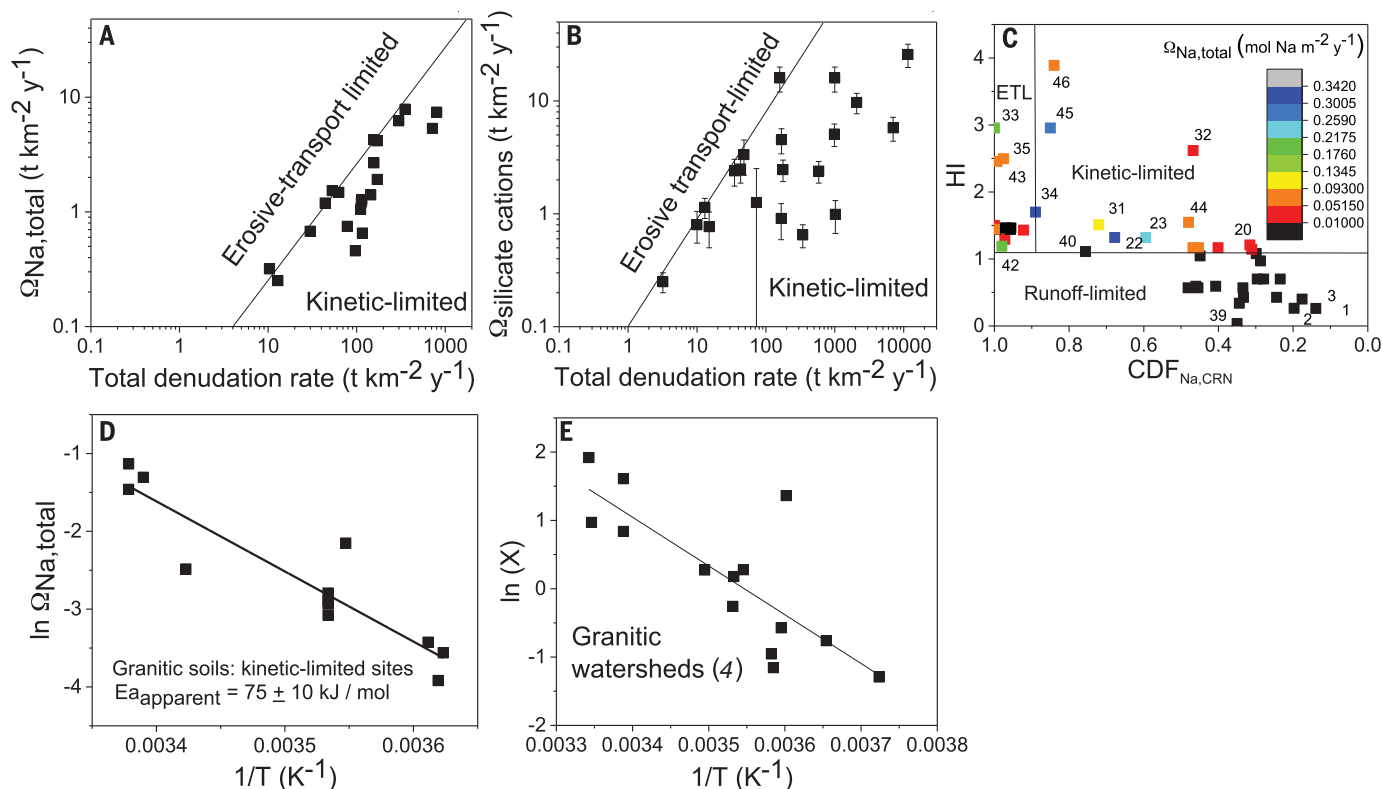 A
Ω_Na,total (t km⁻² y⁻¹)
10
1
0.1
0.1
1
10
100
1000
Total denudation rate (t km⁻² y⁻¹)
Erosive-transport limited
Kinetic-limited
B
Ω_silicate cations (t km⁻² y⁻¹)
10
1
0.1
0.1
1
10
100
1000
10000
Total denudation rate (t km⁻² y⁻¹)
Erosive transport-limited
Kinetic-limited
C
HI
4
3
2
1
0
1.0
0.8
0.6
0.4
0.2
0.0
CDF_Na,CRN
Ω_Na,total (mol Na m⁻² y⁻¹)
0.3420
0.3005
0.2590
0.2175
0.1760
0.1345
0.09300
0.05150
0.01000
ETL
Kinetic-limited
Runoff-limited
46
45
33
35
43
34
32
31
23
44
22
20
40
42
39
3
1
2
D
ln Ω_Na,total
-1
-2
-3
-4
0.0034
0.0035
0.0036
1/T (K⁻¹)
Granitic soils: kinetic-limited sites
Ea_apparent = 75 ± 10 kJ / mol
E
ln (X)
2
1
0
-1
-2
0.0033
0.0034
0.0035
0.0036
0.0037
0.0038
1/T (K⁻¹)
Granitic
watersheds (4)